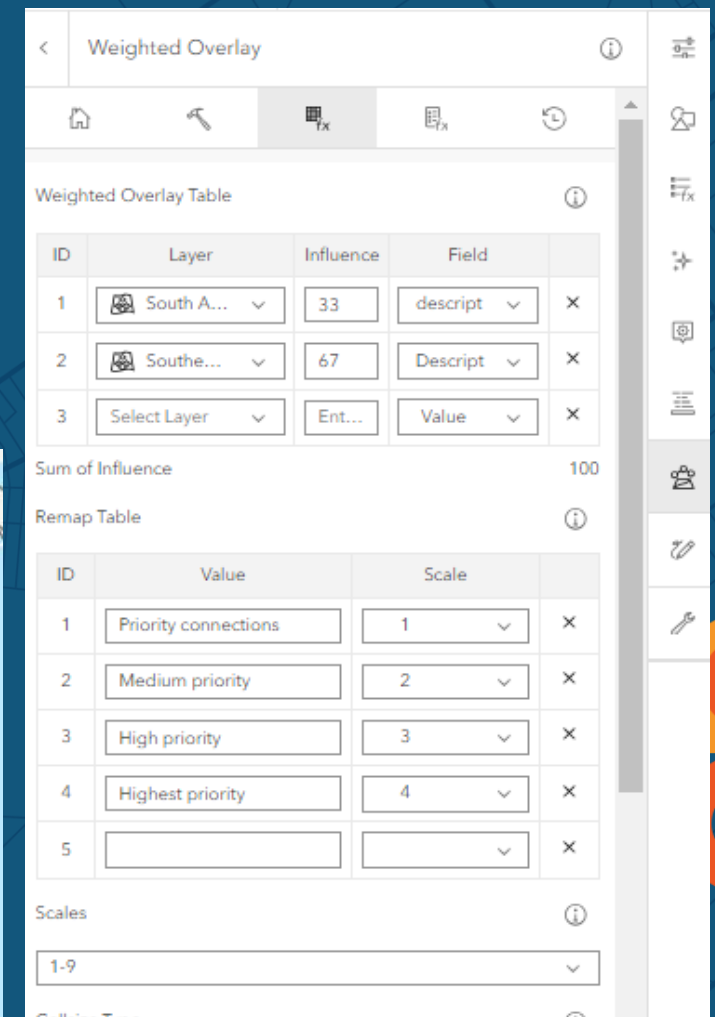 Weighted Overlay
Weighted Overlay Table
ID Layer Influence Field
1 South A... 33 descript
2 Southe... 67 Descript
3 Select Layer Ent... Value
Sum of Influence 100
Remap Table
ID Value Scale
1 Priority connections 1
2 Medium priority 2
3 High priority 3
4 Highest priority 4
5
Scales
1-9